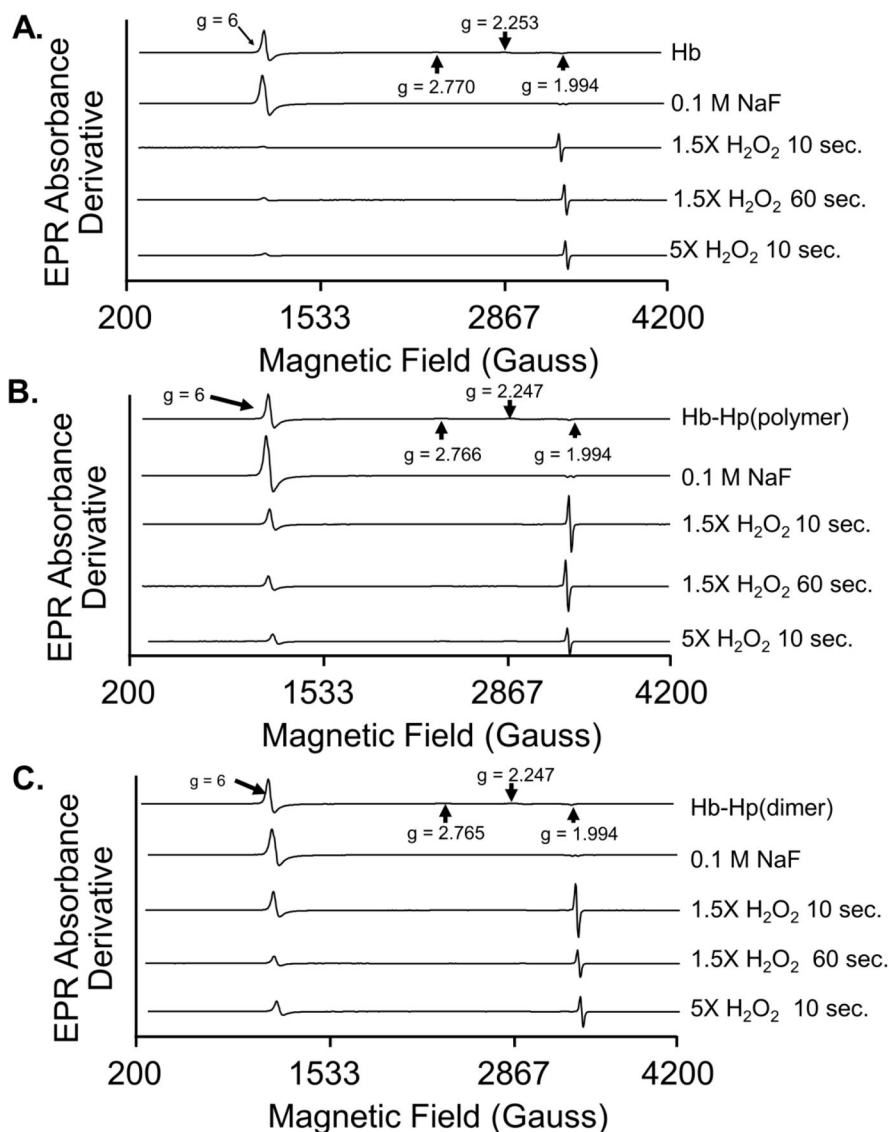 A.
g = 6
g = 2.253
Hb
g = 2.770
g = 1.994
0.1 M NaF
1.5X H₂O₂ 10 sec.
1.5X H₂O₂ 60 sec.
5X H₂O₂ 10 sec.
EPR Absorbance
Derivative
200
1533
2867
4200
Magnetic Field (Gauss)
B.
g = 6
g = 2.247
Hb-Hp(polymer)
g = 2.766
g = 1.994
0.1 M NaF
1.5X H₂O₂ 10 sec.
1.5X H₂O₂ 60 sec.
5X H₂O₂ 10 sec.
EPR Absorbance
Derivative
200
1533
2867
4200
Magnetic Field (Gauss)
C.
g = 6
g = 2.247
Hb-Hp(dimer)
g = 2.765
g = 1.994
0.1 M NaF
1.5X H₂O₂ 10 sec.
1.5X H₂O₂ 60 sec.
5X H₂O₂ 10 sec.
EPR Absorbance
Derivative
200
1533
2867
4200
Magnetic Field (Gauss)